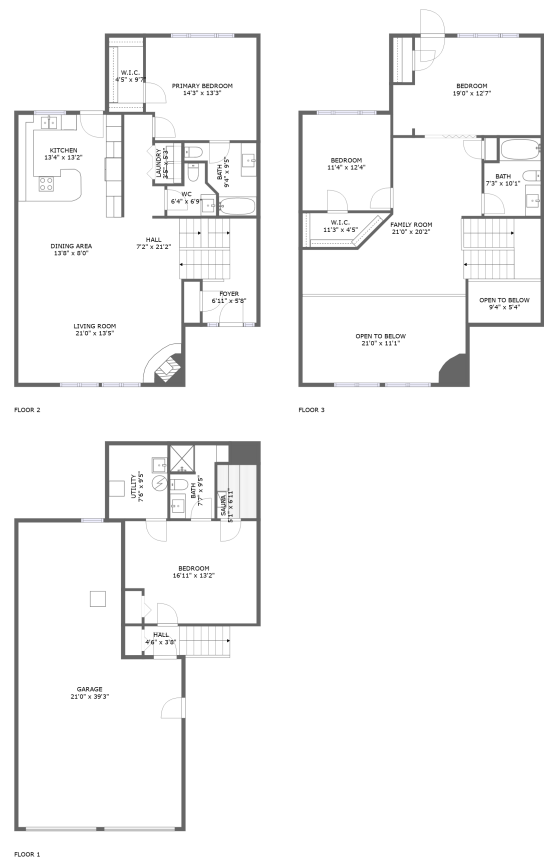 W.I.C.
4'5" x 9'7"
PRIMARY BEDROOM
14'3" x 13'3"
KITCHEN
13'4" x 13'2"
LAUNDRY
BATH
9'4" x 9'5"
WC
6'4" x 6'9"
DINING AREA
13'8" x 8'0"
HALL
7'2" x 21'2"
FOYER
6'11" x 5'8"
LIVING ROOM
21'0" x 13'5"
FLOOR 2
BEDROOM
19'0" x 12'7"
BEDROOM
11'4" x 12'4"
BATH
7'3" x 10'1"
W.I.C.
11'3" x 4'5"
FAMILY ROOM
21'0" x 20'2"
OPEN TO BELOW
9'4" x 5'4"
OPEN TO BELOW
21'0" x 11'1"
FLOOR 3
UTILITY
7'6" x 9'5"
BATH
7'7" x 9'5"
SAUNA
5'1" x 6'11"
BEDROOM
16'11" x 13'2"
HALL
4'6" x 3'8"
GARAGE
21'0" x 39'3"
FLOOR 1